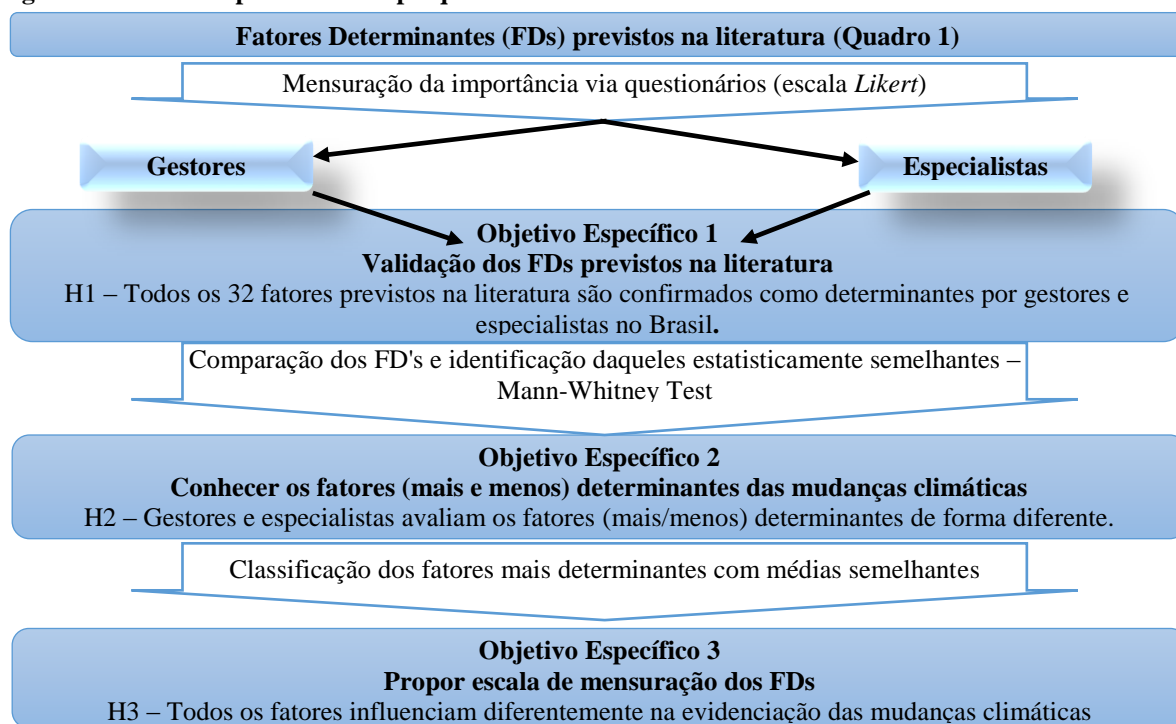 Fatores Determinantes (FDs) previstos na literatura (Quadro 1)
Mensuração da importância via questionários (escala Likert)
Gestores
Especialistas
Objetivo Específico 1
Validação dos FDs previstos na literatura
H1 – Todos os 32 fatores previstos na literatura são confirmados como determinantes por gestores e
especialistas no Brasil.
Comparação dos FD's e identificação daqueles estatisticamente semelhantes –
Mann-Whitney Test
Objetivo Específico 2
Conhecer os fatores (mais e menos) determinantes das mudanças climáticas
H2 – Gestores e especialistas avaliam os fatores (mais/menos) determinantes de forma diferente.
Classificação dos fatores mais determinantes com médias semelhantes
Objetivo Específico 3
Propor escala de mensuração dos FDs
H3 – Todos os fatores influenciam diferentemente na evidenciação das mudanças climáticas